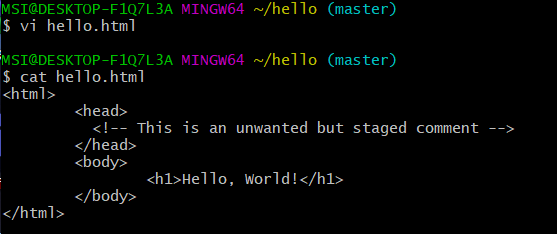 MSI@DESKTOP-F1Q7L3A MINGW64 ~/hello (master)
$ vi hello.html
MSI@DESKTOP-F1Q7L3A MINGW64 ~/hello (master)
$ cat hello.html
<html>
        <head>
          <!-- This is an unwanted but staged comment -->
        </head>
        <body>
                <h1>Hello, World!</h1>
        </body>
</html>